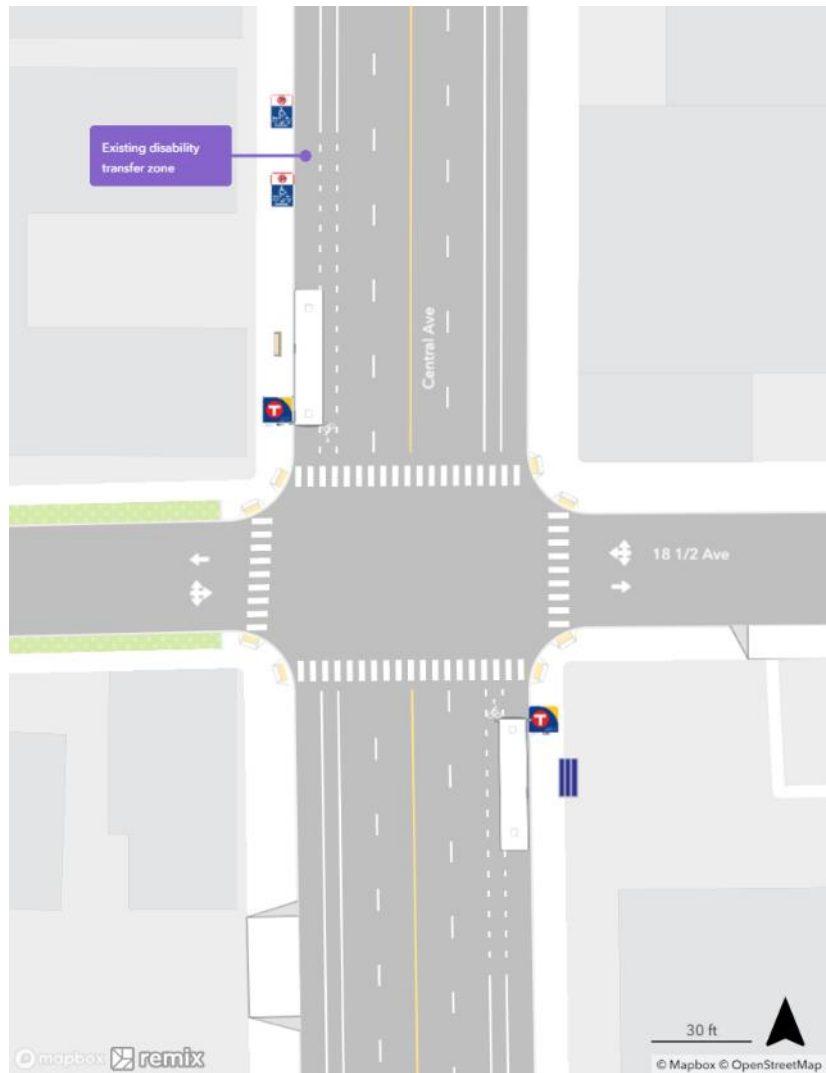 Existing disability
transfer zone
Central Ave
T
18 1/2 Ave
T
30 ft
mapbox remix
© Mapbox © OpenStreetMap